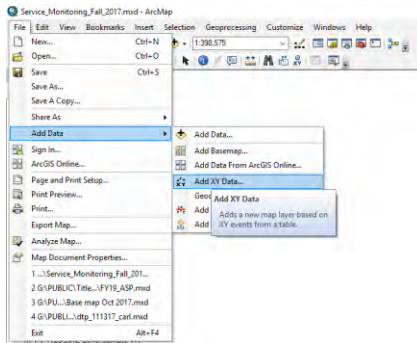 Service_Monitoring_Fall_2017.mxd - ArcMap
File Edit View Bookmarks Insert Selection Geoprocessing Customize Windows Help
New... Ctrl+N
1:398,575
Open... Ctrl+O
Save Ctrl+S
Save As...
Save A Copy...
Share As
Add Data
Add Data...
Sign In...
Add Basemap...
ArcGIS Online...
Add Data From ArcGIS Online...
Page and Print Setup...
Add XY Data...
Print Preview...
Geoc
Add XY Data
Print...
Add
Adds a new map layer based on
XY events from a table.
Export Map...
Add
Analyze Map...
Map Document Properties...
1 ...\Service_Monitoring_Fall_201...
2 G:\PUBLIC\Title...\FY19_ASP.mxd
3 G:\PU...\Base map Oct 2017.mxd
4 G:\PUBLI...\dtp_111317_carl.mxd
Exit Alt+F4